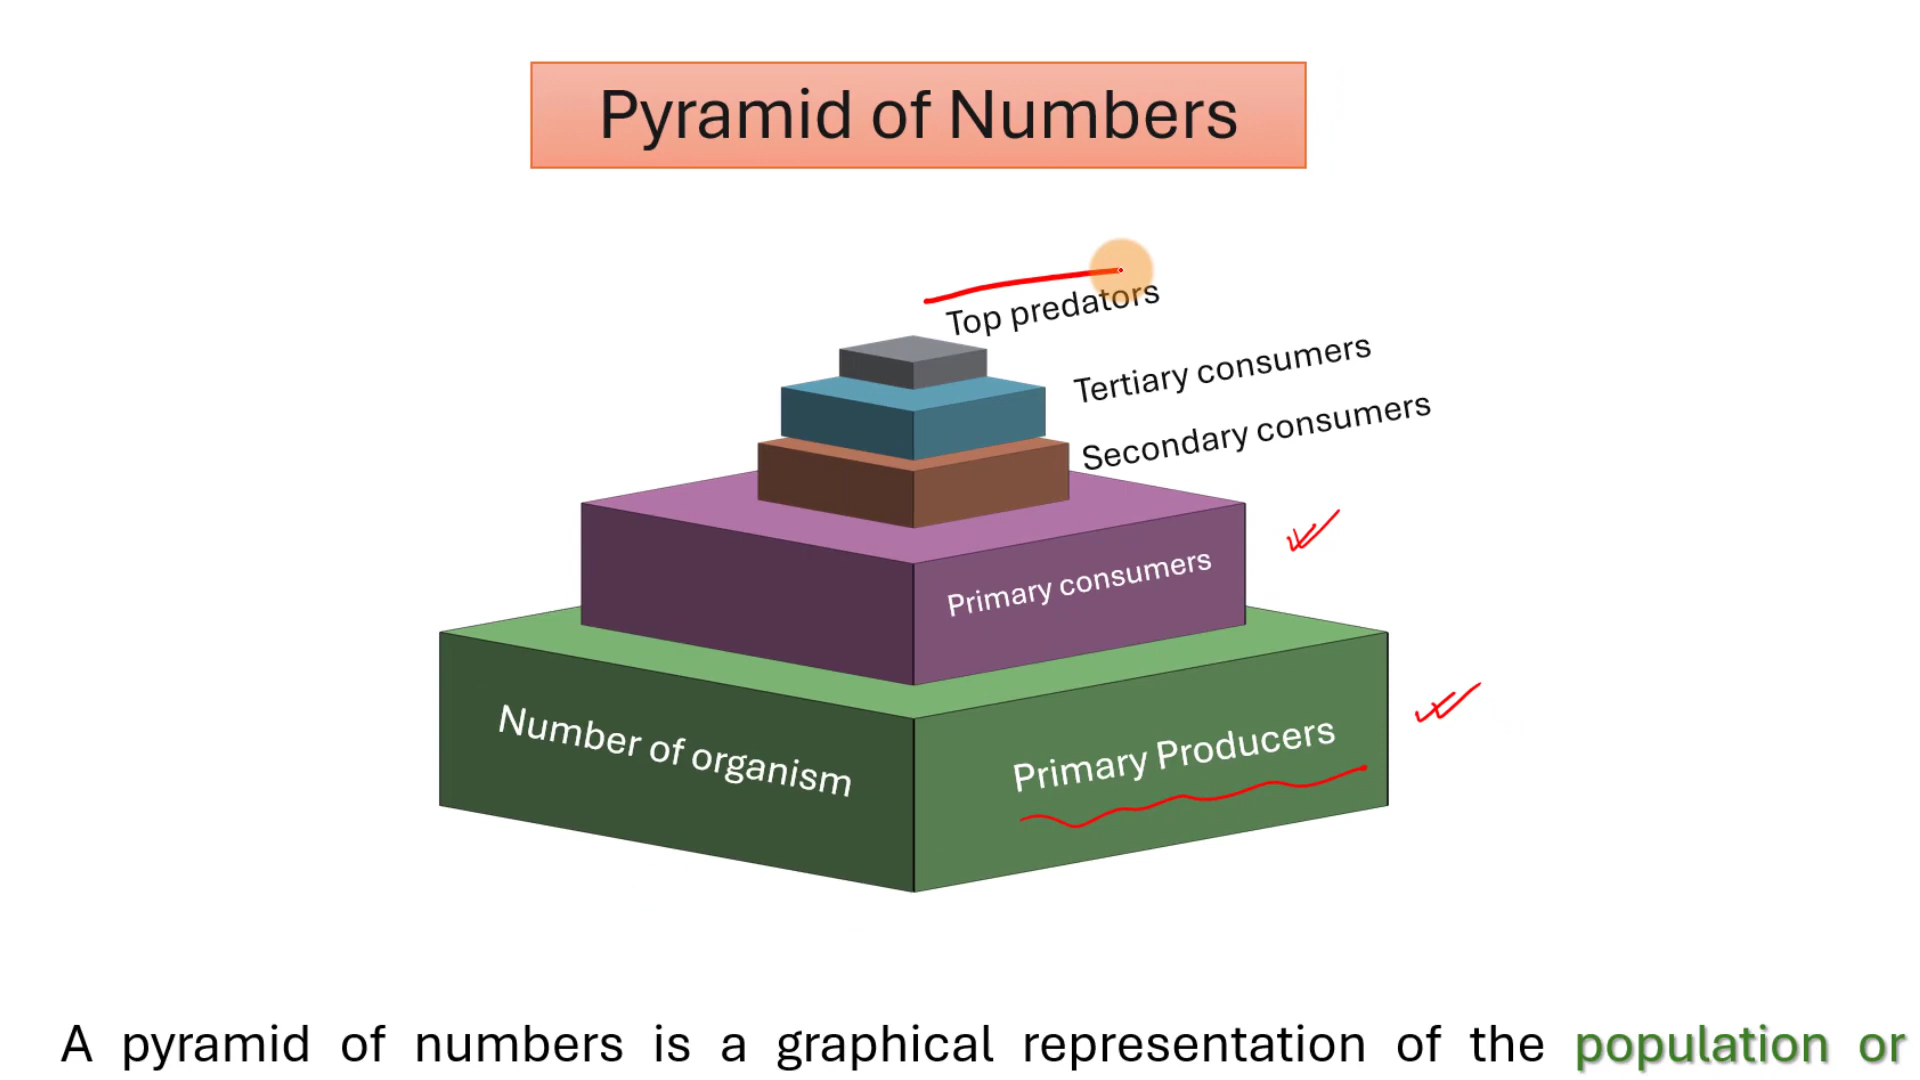 Pyramid of Numbers
Top predators
Tertiary consumers
Secondary consumers
Primary consumers
Number of organism
Primary Producers
A pyramid of numbers is a graphical representation of the population or